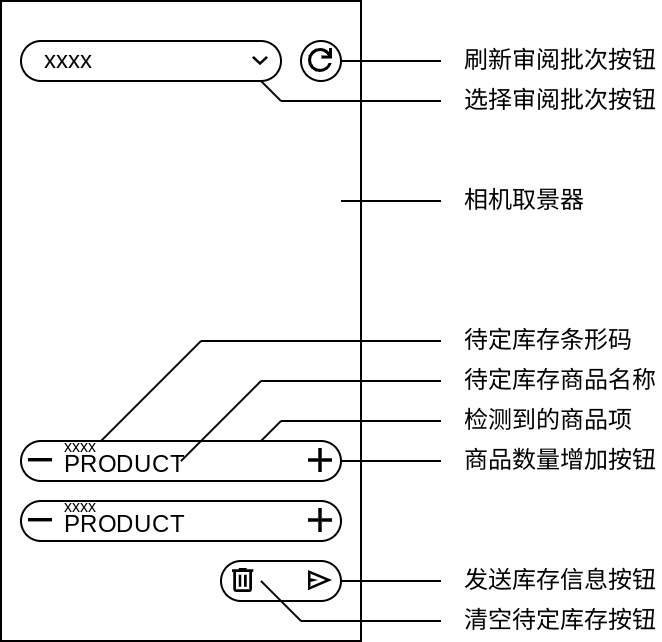 xxxx
刷新审阅批次按钮
选择审阅批次按钮
相机取景器
待定库存条形码
待定库存商品名称
检测到的商品项
xxxx
PRODUCT
商品数量增加按钮
xxxx
PRODUCT
发送库存信息按钮
清空待定库存按钮